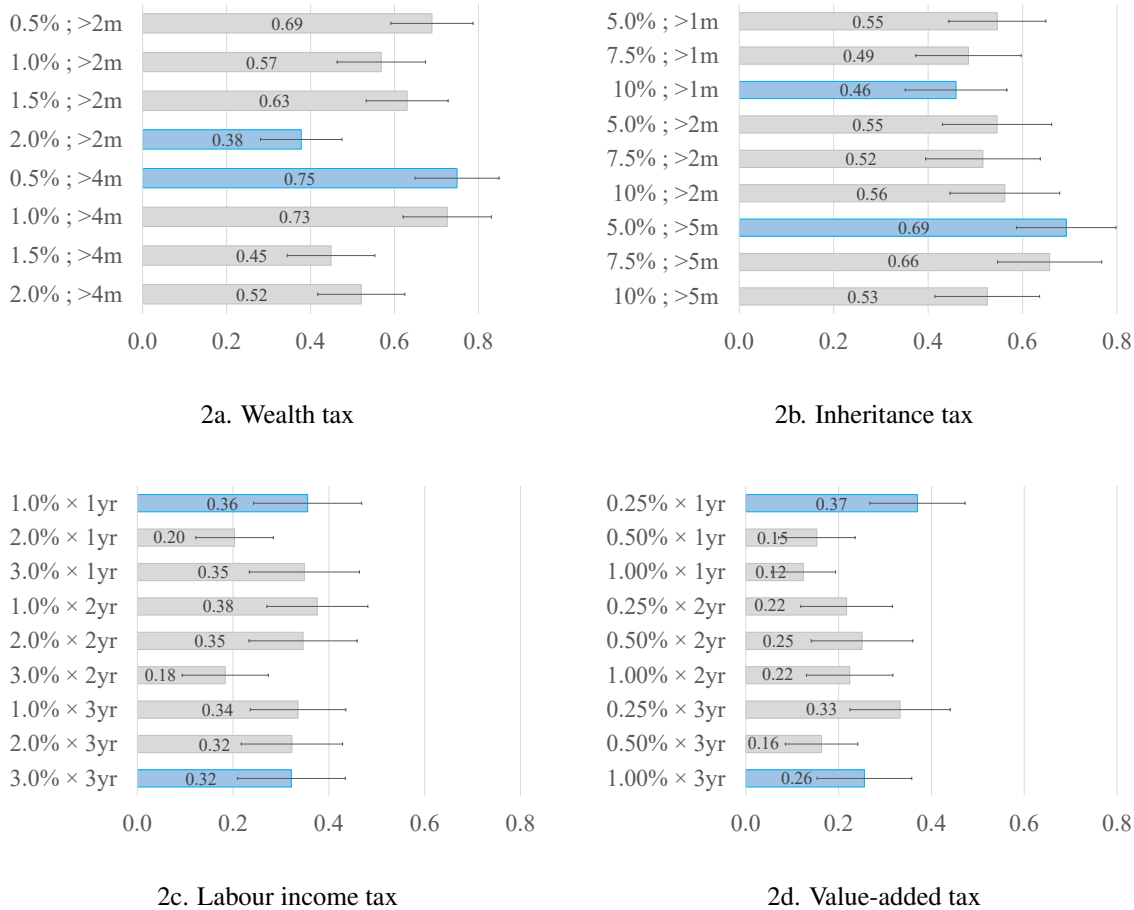 0.5% ; >2m 0.69
1.0% ; >2m 0.57
1.5% ; >2m 0.63
2.0% ; >2m 0.38
0.5% ; >4m 0.75
1.0% ; >4m 0.73
1.5% ; >4m 0.45
2.0% ; >4m 0.52
0.0 0.2 0.4 0.6 0.8
2a. Wealth tax
5.0% ; >1m 0.55
7.5% ; >1m 0.49
10% ; >1m 0.46
5.0% ; >2m 0.55
7.5% ; >2m 0.52
10% ; >2m 0.56
5.0% ; >5m 0.69
7.5% ; >5m 0.66
10% ; >5m 0.53
0.0 0.2 0.4 0.6 0.8
2b. Inheritance tax
1.0% × 1yr 0.36
2.0% × 1yr 0.20
3.0% × 1yr 0.35
1.0% × 2yr 0.38
2.0% × 2yr 0.35
3.0% × 2yr 0.18
1.0% × 3yr 0.34
2.0% × 3yr 0.32
3.0% × 3yr 0.32
0.0 0.2 0.4 0.6 0.8
2c. Labour income tax
0.25% × 1yr 0.37
0.50% × 1yr 0.15
1.00% × 1yr 0.12
0.25% × 2yr 0.22
0.50% × 2yr 0.25
1.00% × 2yr 0.22
0.25% × 3yr 0.33
0.50% × 3yr 0.16
1.00% × 3yr 0.26
0.0 0.2 0.4 0.6 0.8
2d. Value-added tax